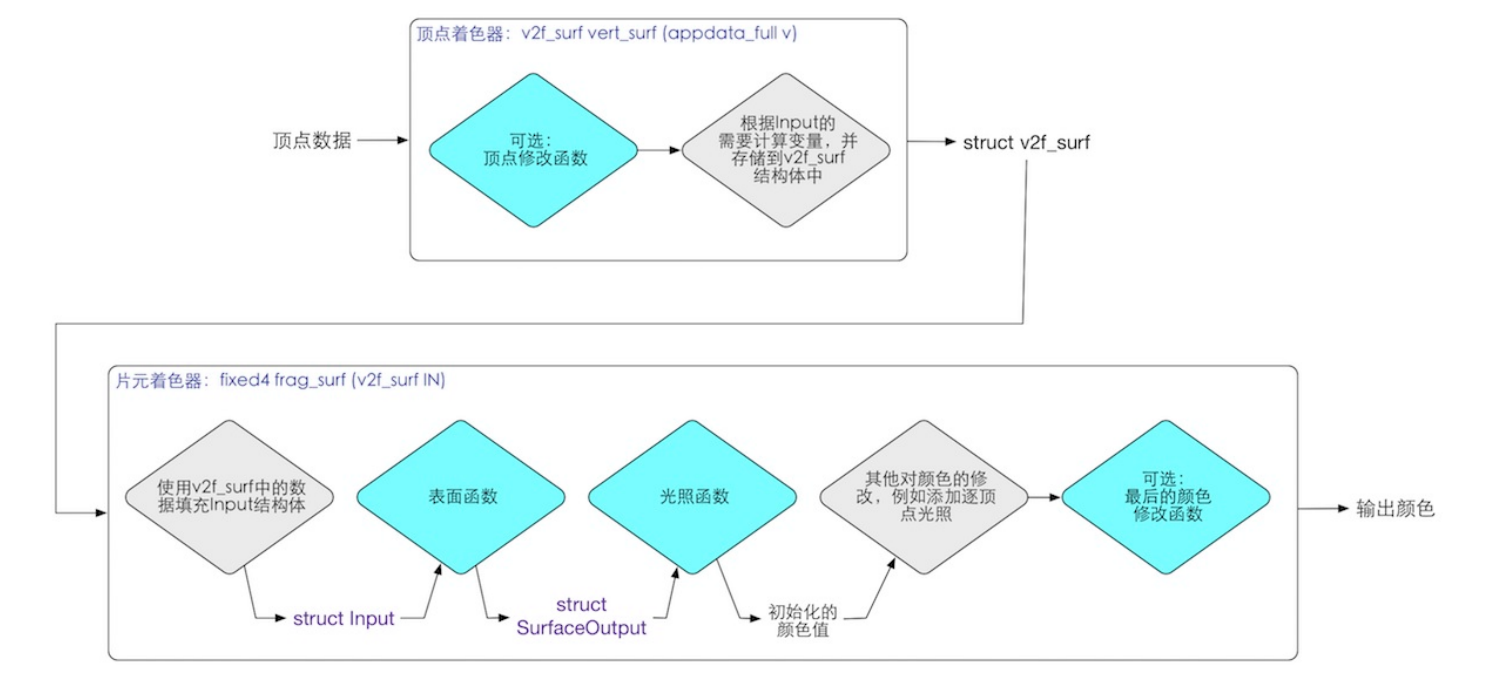 顶点着色器：v2f_surf vert_surf (appdata_full v)
顶点数据
可选：
顶点修改函数
根据Input的
需要计算变量，并
存储到v2f_surf
结构体中
struct v2f_surf
片元着色器：fixed4 frag_surf (v2f_surf IN)
使用v2f_surf中的数
据填充Input结构体
表面函数
光照函数
其他对颜色的修
改，例如添加逐顶
点光照
可选：
最后的颜色
修改函数
输出颜色
struct Input
struct
SurfaceOutput
初始化的
颜色值